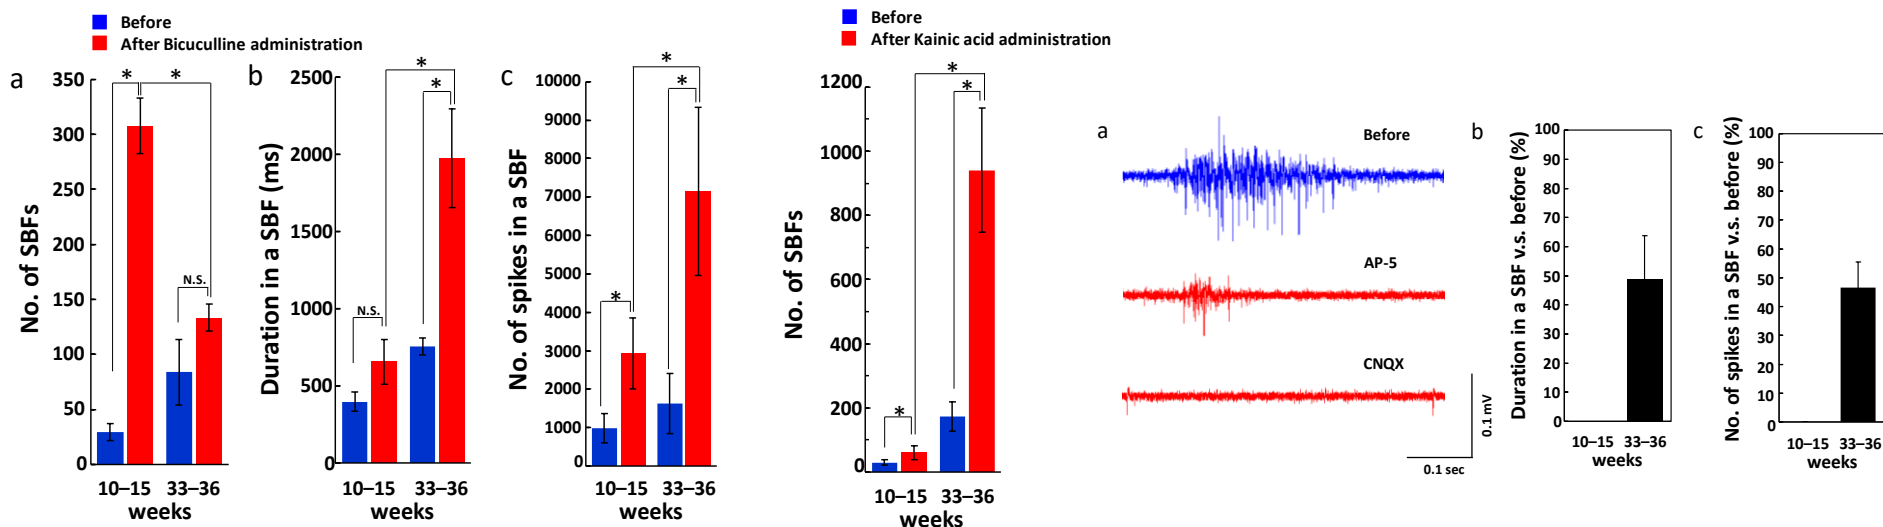 Before
After Bicuculline administration
a
No. of SBFs
350
300
250
200
150
100
50
0
*
*
N.S.
10–15
33–36
weeks
b
Duration in a SBF (ms)
2500
2000
1500
1000
500
0
*
*
N.S.
10–15
33–36
weeks
c
No. of spikes in a SBF
10000
9000
8000
7000
6000
5000
4000
3000
2000
1000
0
*
*
*
10–15
33–36
weeks
Before
After Kainic acid administration
No. of SBFs
1200
1000
800
600
400
200
0
*
*
*
10–15
33–36
weeks
a
Before
AP-5
CNQX
0.1 mV
0.1 sec
b
Duration in a SBF v.s. before (%)
100
90
80
70
60
50
40
30
20
10
0
10–15
33–36
weeks
c
No. of spikes in a SBF v.s. before (%)
100
90
80
70
60
50
40
30
20
10
0
10–15
33–36
weeks